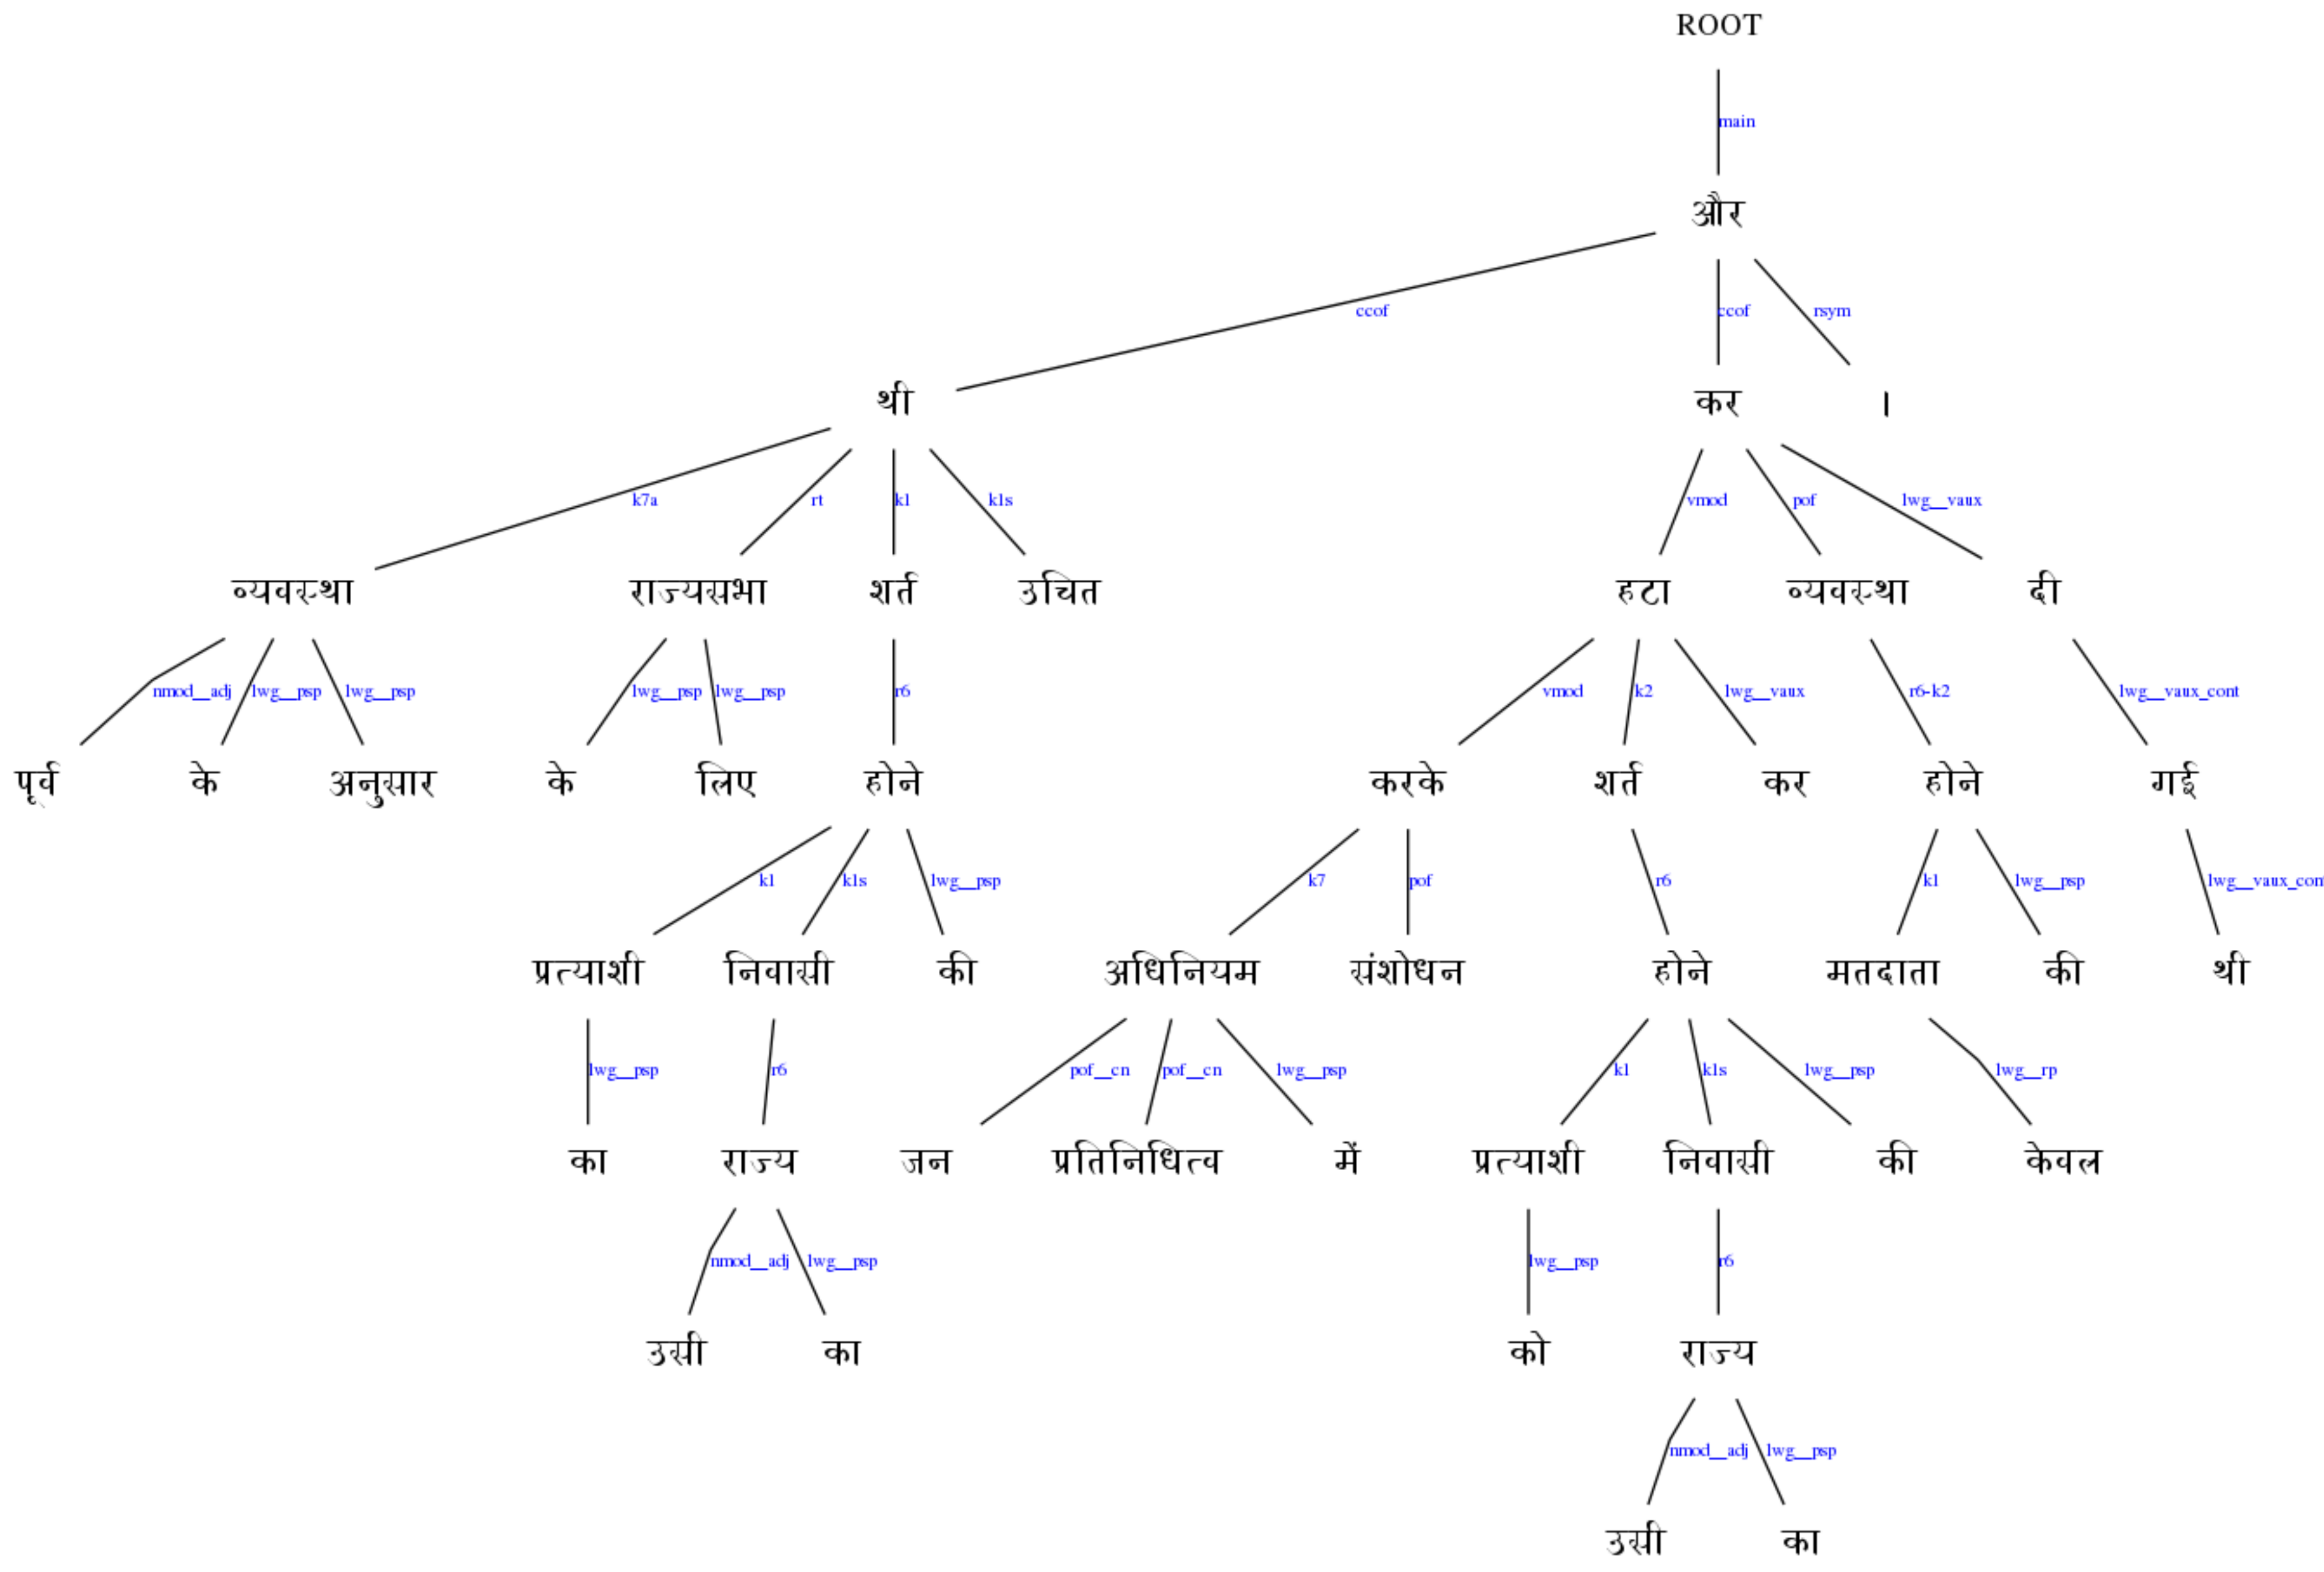 ROOT
main
और
ccof ccof rsym
थी कर ।
k7a rt k1 k1s vmod pof lwg__vaux
व्यवस्था राज्यसभा शर्त उचित हटा व्यवस्था दी
nmod__adj lwg__psp lwg__psp lwg__psp lwg__psp r6 vmod k2 lwg__vaux r6-k2 lwg__vaux_cont
पूर्व के अनुसार के लिए होने करके शर्त कर होने गई
k1 k1s lwg__psp k7 pof r6 k1 lwg__psp lwg__vaux_con
प्रत्याशी निवासी की अधिनियम संशोधन होने मतदाता की थी
lwg__psp r6 pof__cn pof__cn lwg__psp k1 k1s lwg__psp lwg__rp
का राज्य जन प्रतिनिधित्व में प्रत्याशी निवासी की केवल
nmod__adj lwg__psp lwg__psp r6
उसी का को राज्य
nmod__adj lwg__psp
उसी का